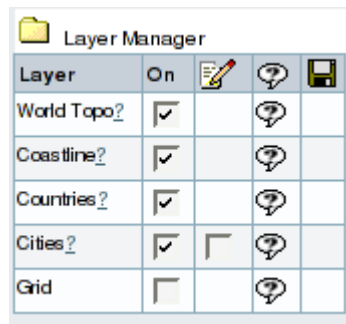 Layer Manager
Layer On
World Topo?
Coastline?
Countries?
Cities?
Grid